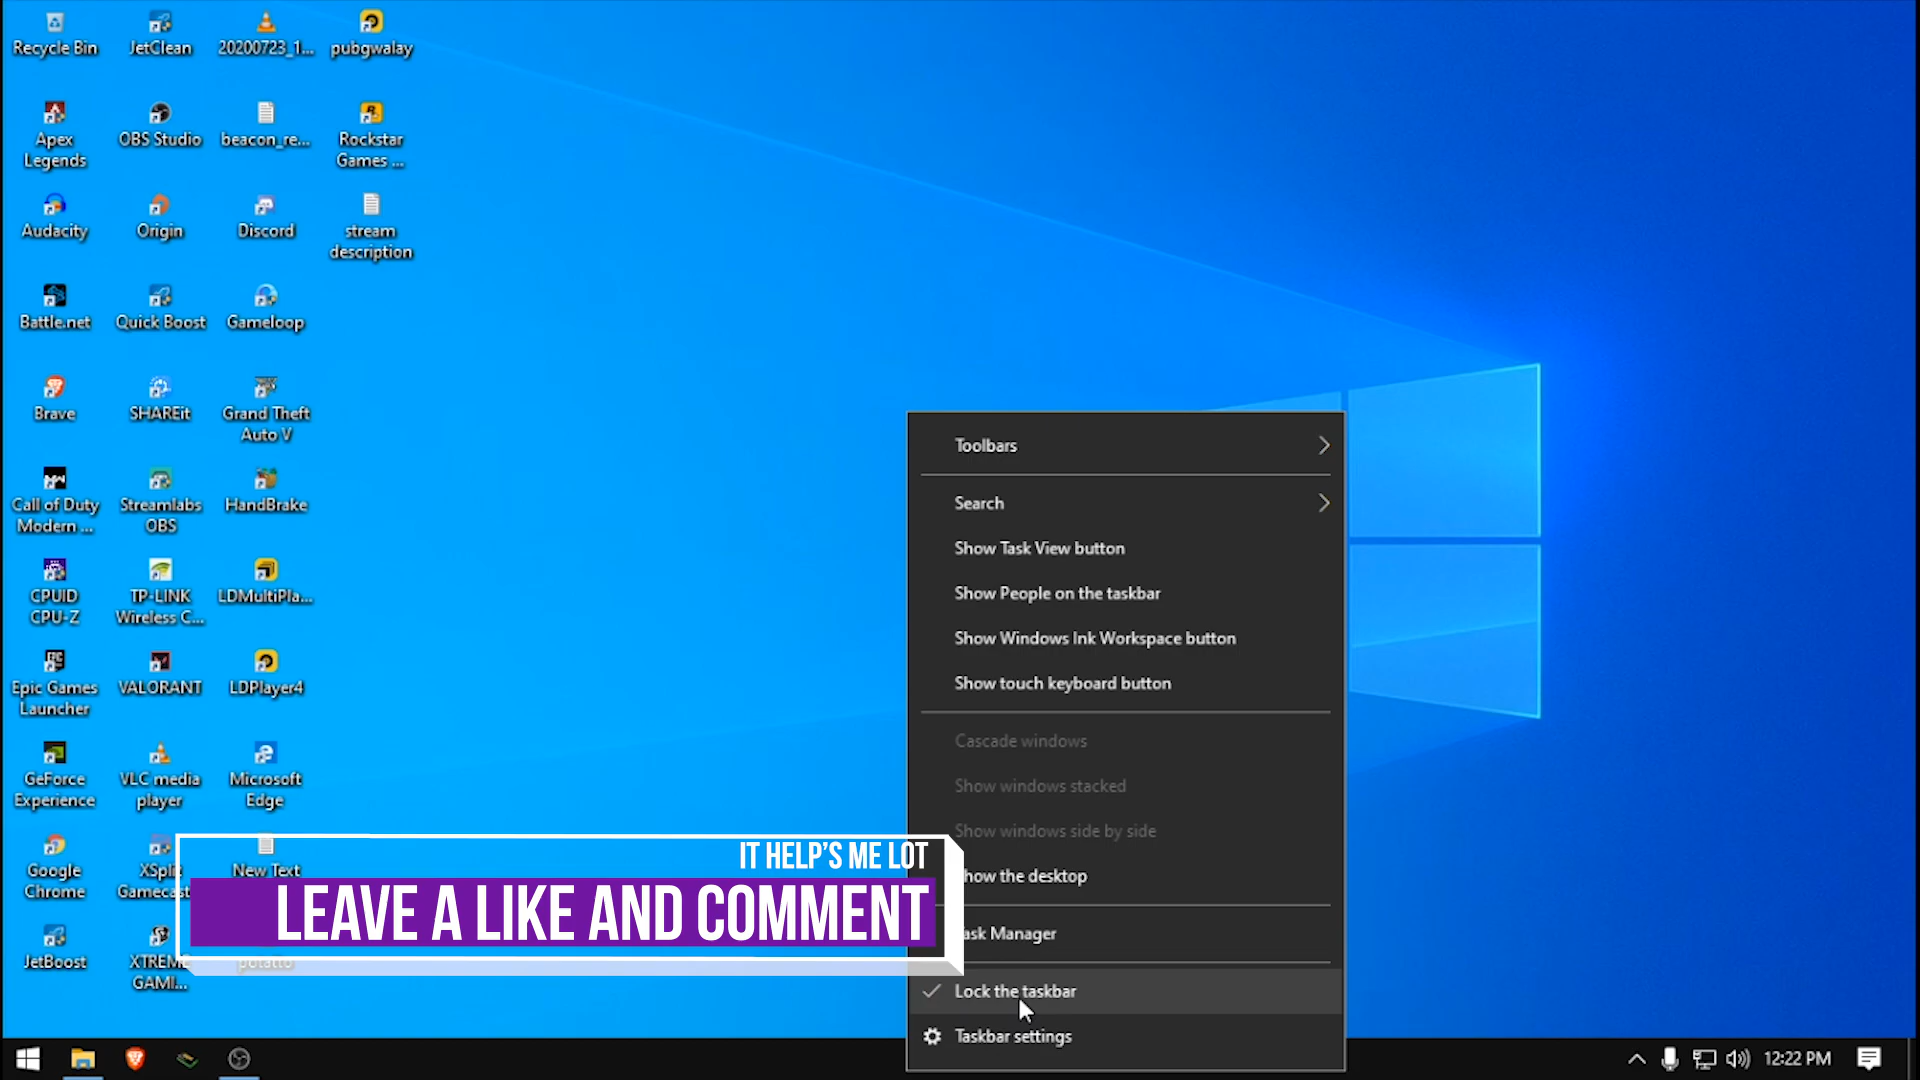 Recycle Bin
JetClean
20200723_1...
pubgwalay
Apex
Legends
OBS Studio
beacon_re...
Rockstar
Games ...
Audacity
Origin
Discord
stream
description
Battle.net
Quick Boost
Gameloop
Brave
SHAREit
Grand Theft
Auto V
Call of Duty
Modern ...
Streamlabs
OBS
HandBrake
CPUID
CPU-Z
TP-LINK
Wireless C...
LDMultiPla...
Epic Games
Launcher
VALORANT
LDPlayer4
GeForce
Experience
VLC media
player
Microsoft
Edge
Google
Chrome
XSplit
Gamecast
New Text
JetBoost
XTREME
GAMI...
potatto
Toolbars
Search
Show Task View button
Show People on the taskbar
Show Windows Ink Workspace button
Show touch keyboard button
Cascade windows
Show windows stacked
Show windows side by side
how the desktop
ask Manager
Lock the taskbar
Taskbar settings
IT HELP'S ME LOT
LEAVE A LIKE AND COMMENT
12:22 PM